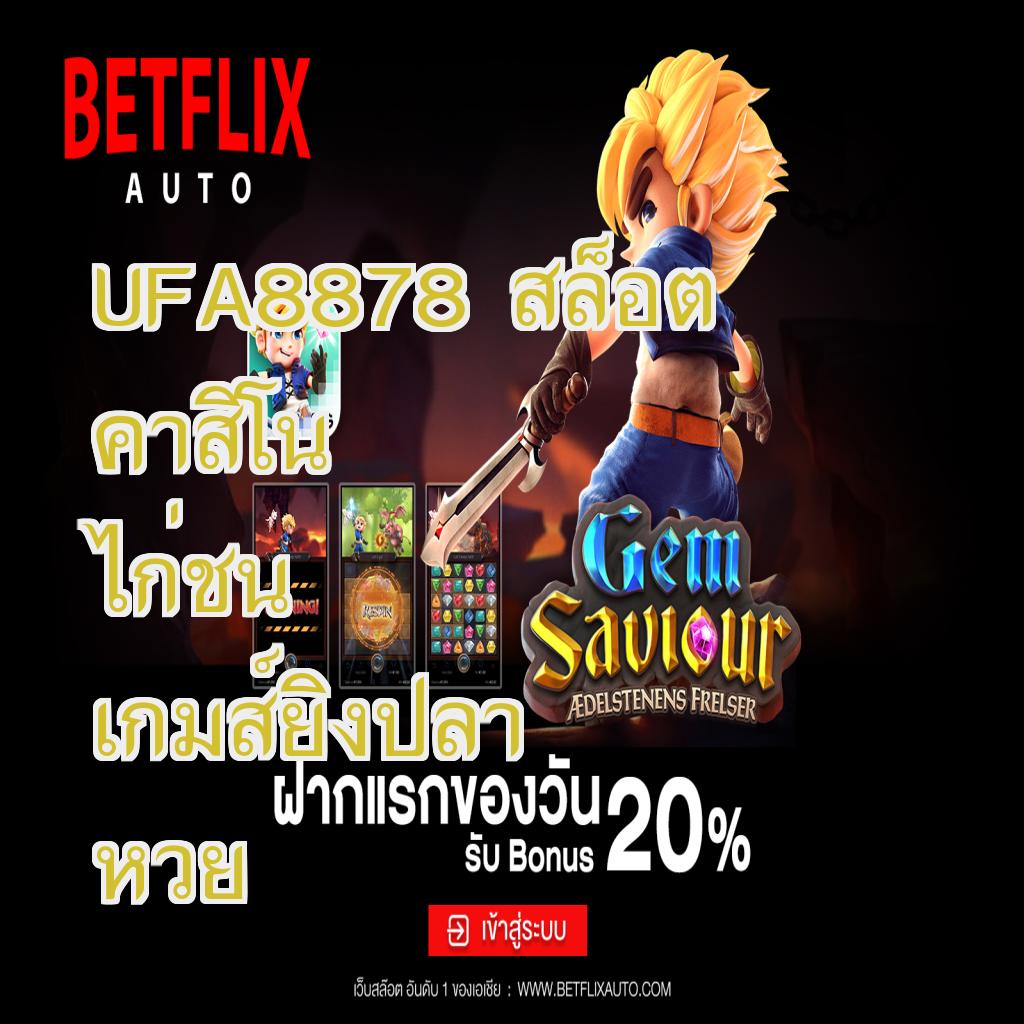 BETFLIX
AUTO
UFA8878 สล็อต
คาสิโน
ไก่ชน
เกมส์ยิงปลา
หวย
Gem
Saviour
ÆDELSTENENS FRELSER
ฝากแรกของวัน 20%
รับ Bonus
เข้าสู่ระบบ
เว็บสล๊อต อันดับ 1 ของเอเชีย : WWW.BETFLIXAUTO.COM